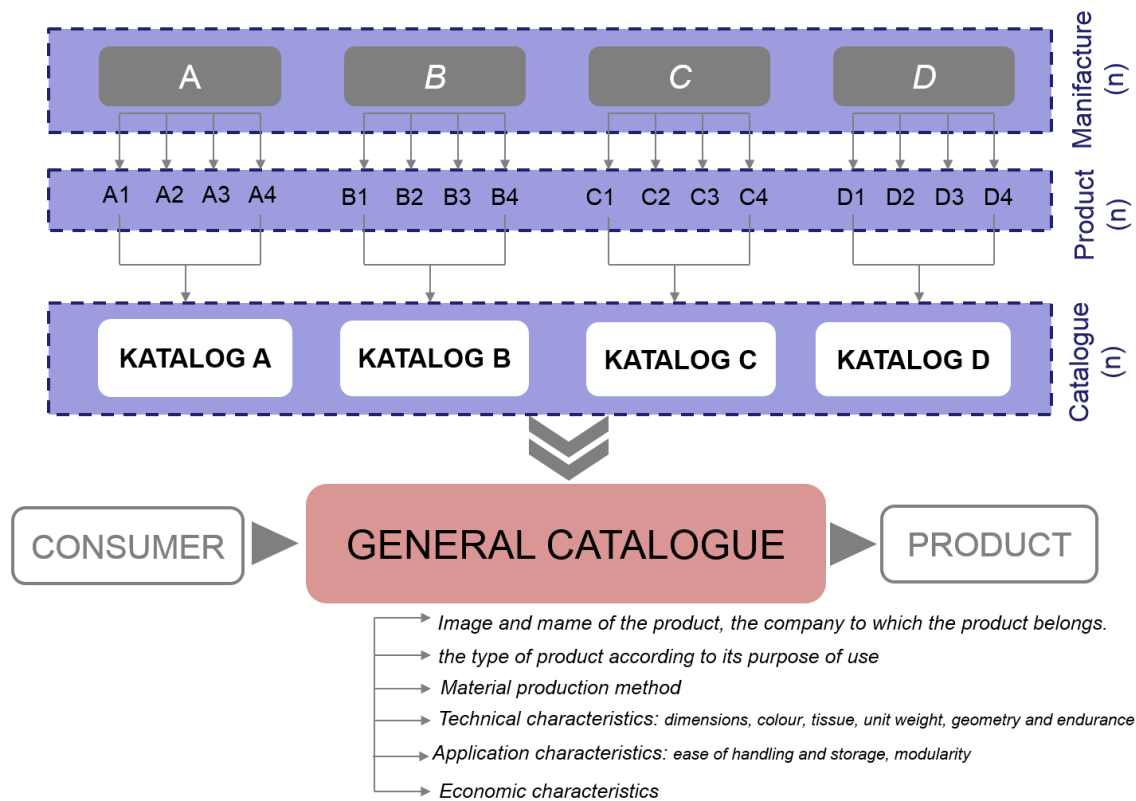 A B C D
Manifacture
(n)
A1 A2 A3 A4 B1 B2 B3 B4 C1 C2 C3 C4 D1 D2 D3 D4
Product
(n)
KATALOG A KATALOG B KATALOG C KATALOG D
Catalogue
(n)
CONSUMER GENERAL CATALOGUE PRODUCT
Image and mame of the product, the company to which the product belongs.
the type of product according to its purpose of use
Material production method
Technical characteristics: dimensions, colour, tissue, unit weight, geometry and endurance
Application characteristics: ease of handling and storage, modularity
Economic characteristics